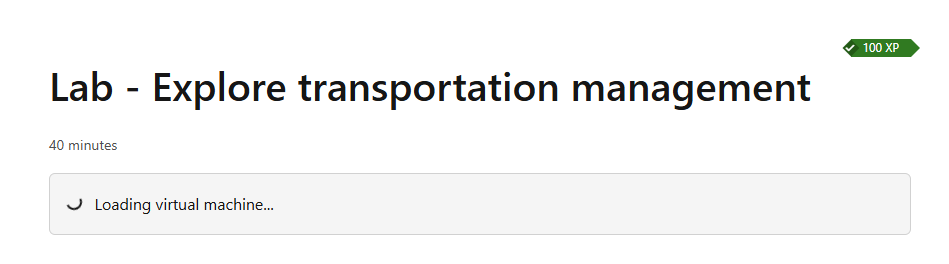 100 XP
Lab - Explore transportation management
40 minutes
Loading virtual machine...